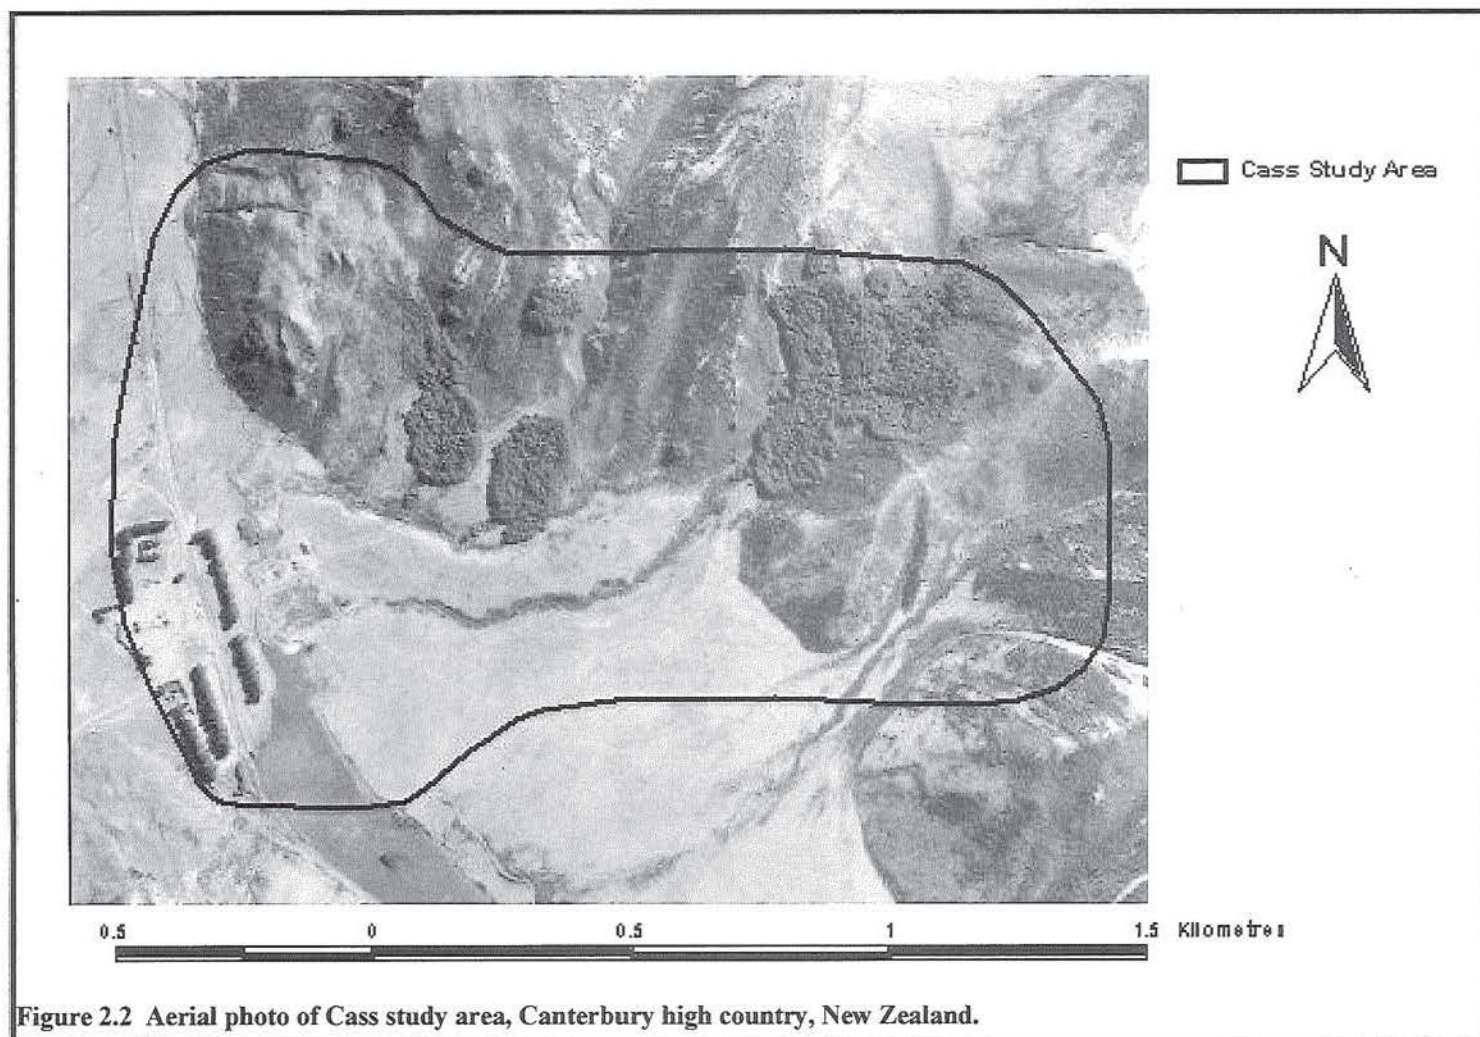 Cass Study Area
N
0.5 0 0.5 1 1.5 Kilometres
Figure 2.2 Aerial photo of Cass study area, Canterbury high country, New Zealand.